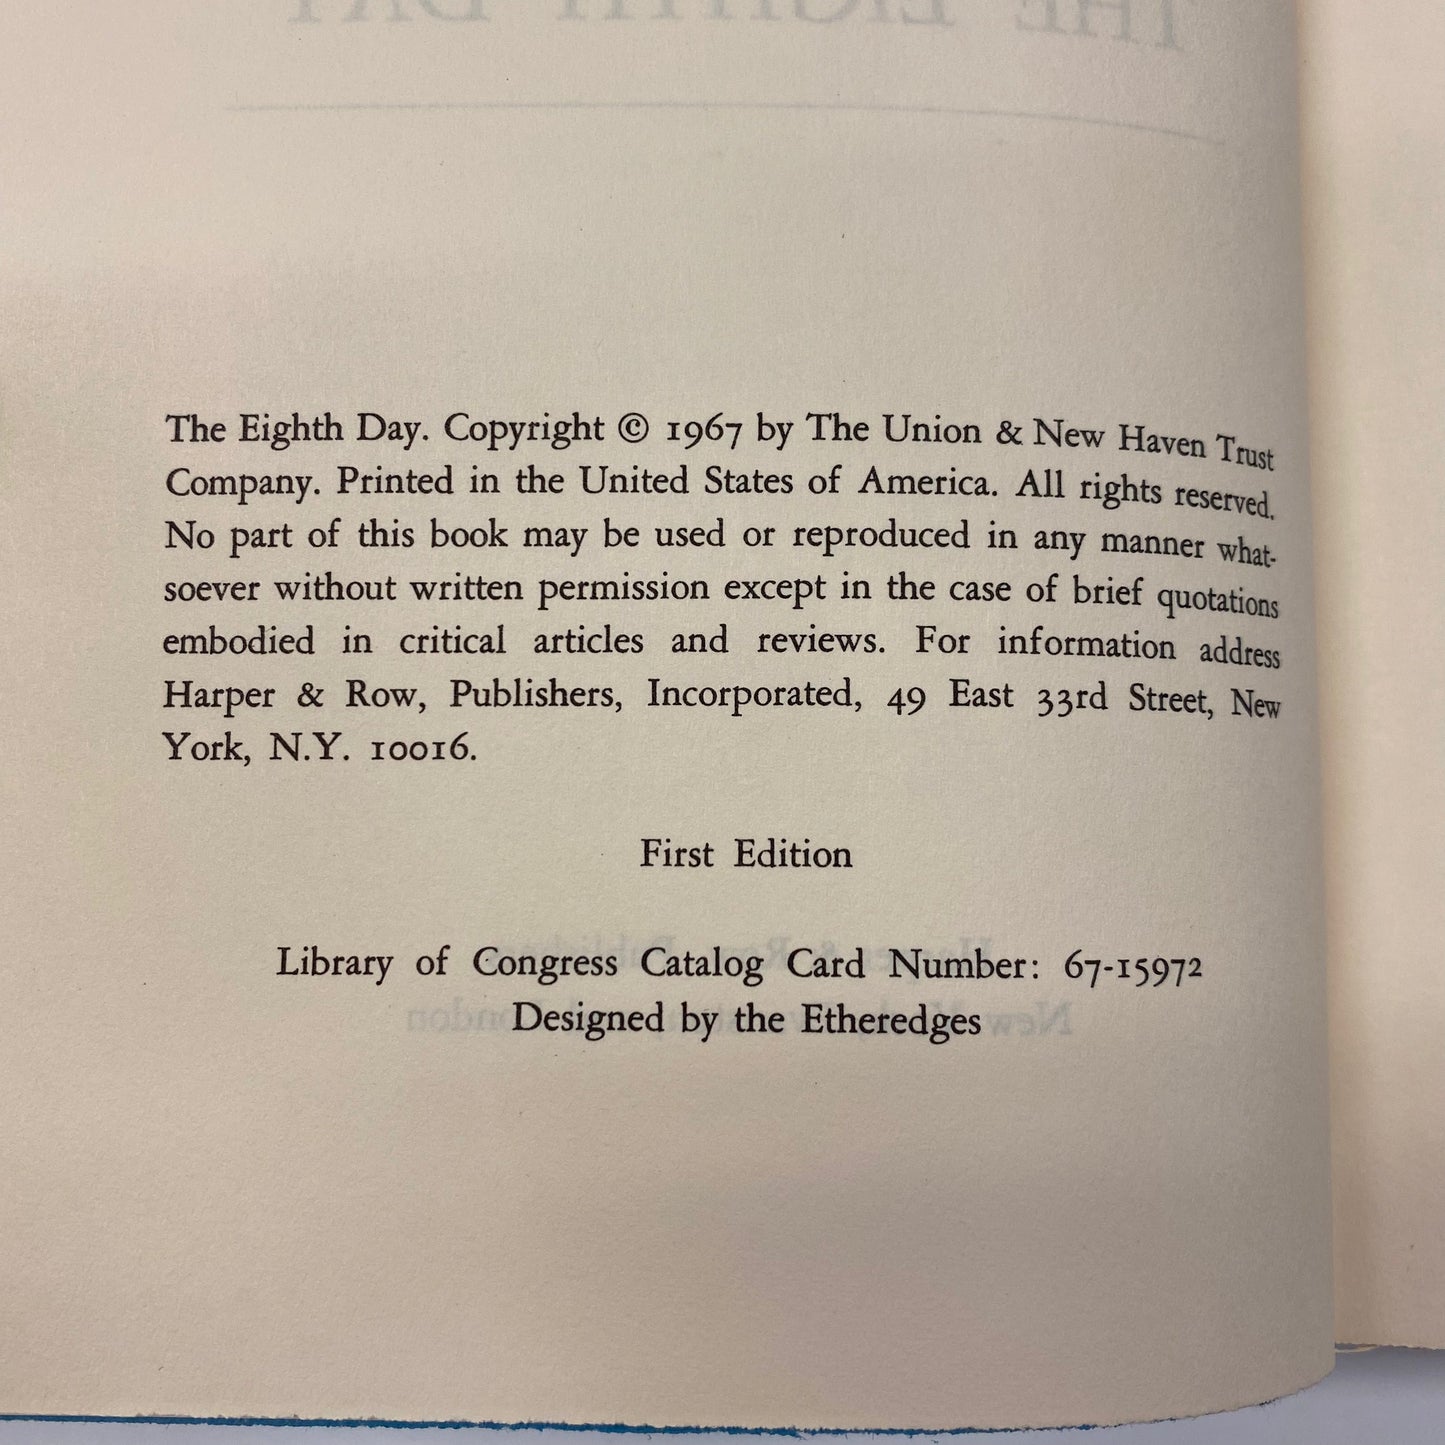 THE EIGHTH DAY
The Eighth Day. Copyright © 1967 by The Union & New Haven Trust
Company. Printed in the United States of America. All rights reserved.
No part of this book may be used or reproduced in any manner what-
soever without written permission except in the case of brief quotations
embodied in critical articles and reviews. For information address
Harper & Row, Publishers, Incorporated, 49 East 33rd Street, New
York, N.Y. 10016.
First Edition
Library of Congress Catalog Card Number: 67-15972
Designed by the Etheredges